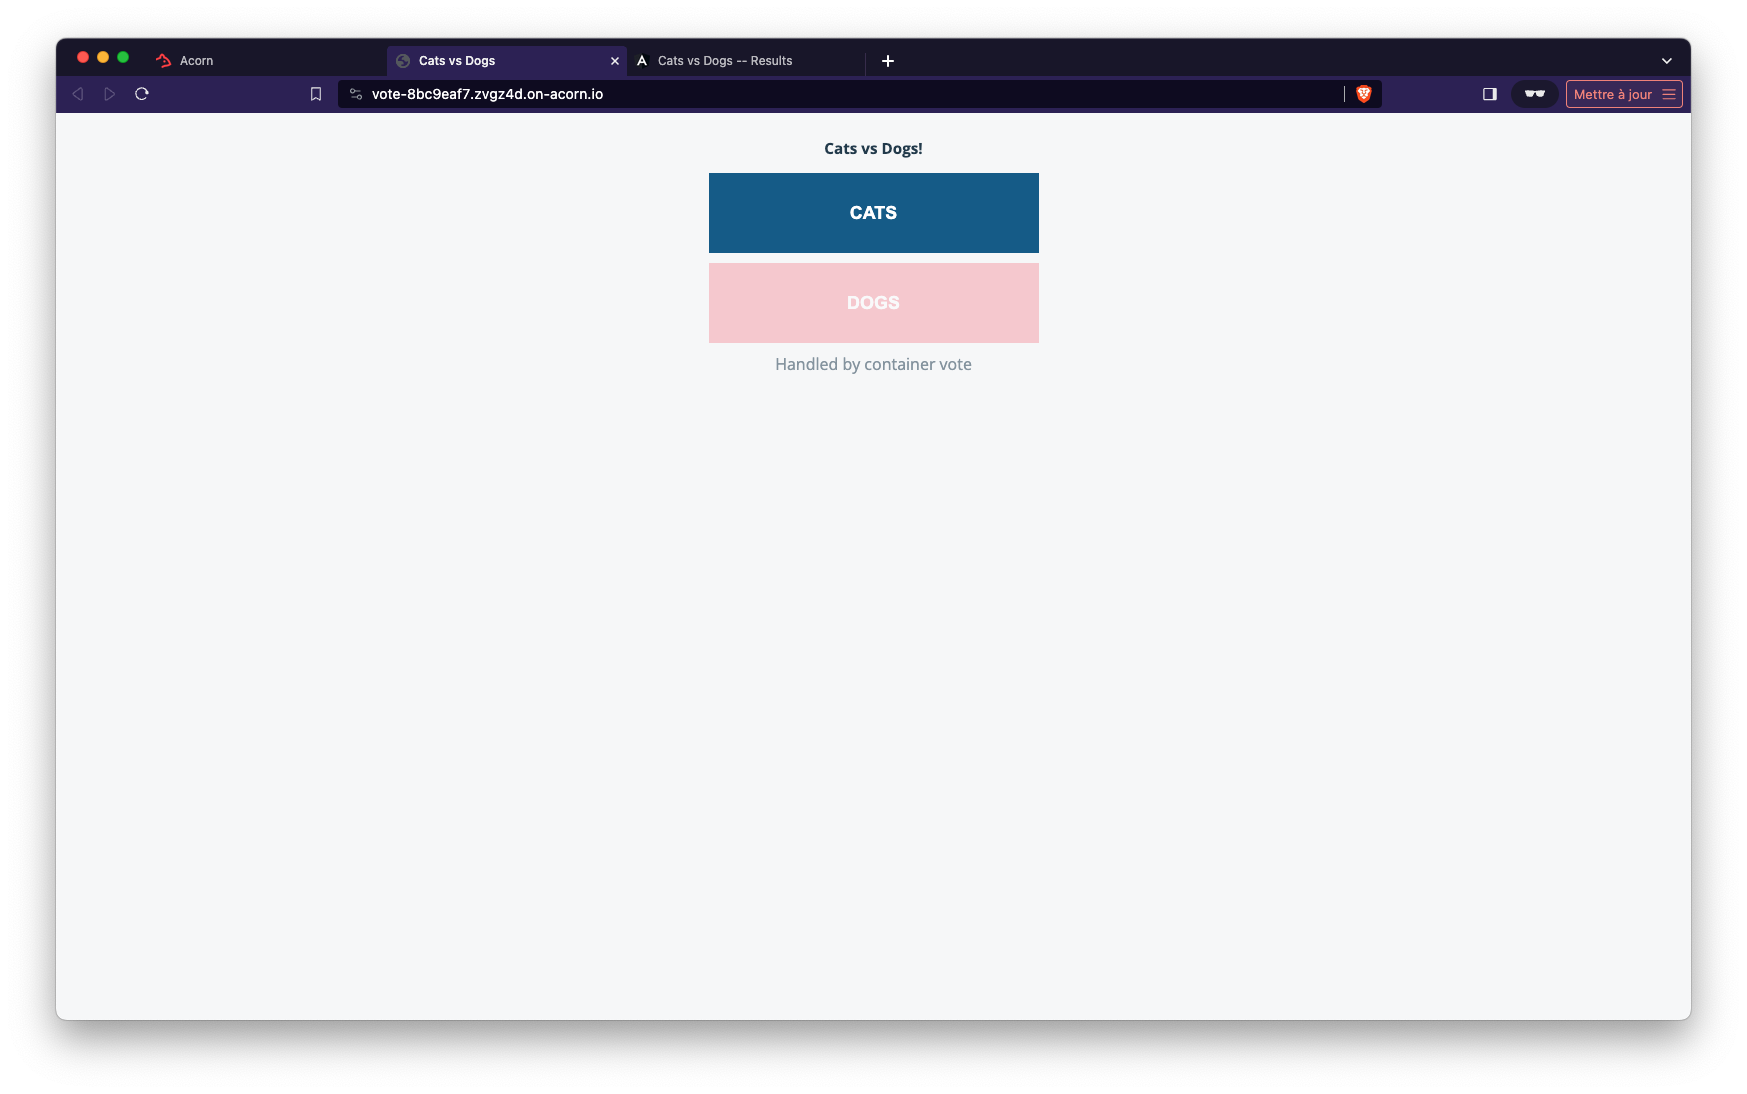 Acorn
Cats vs Dogs
Cats vs Dogs -- Results
vote-8bc9eaf7.zvgz4d.on-acorn.io
Mettre à jour
Cats vs Dogs!
CATS
DOGS
Handled by container vote